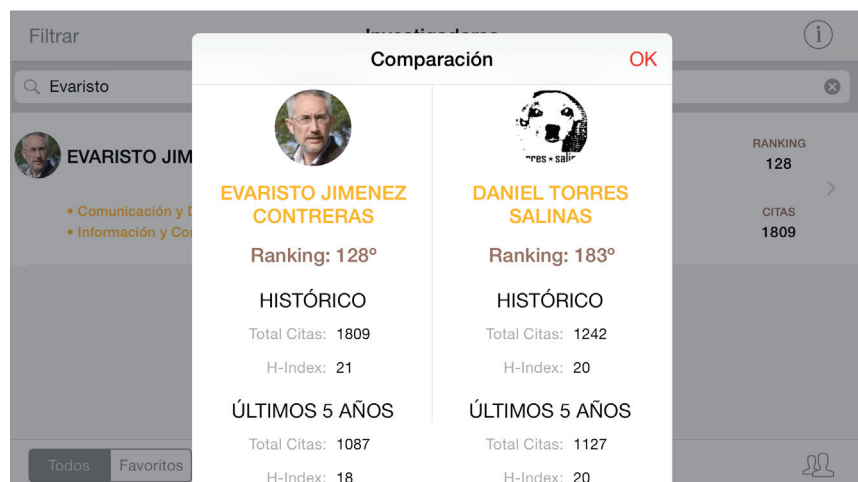 Filtrar
Comparación
OK
Evaristo
EVARISTO JIM
RANKING
128
• Comunicación y D
• Información y Co
CITAS
1809
EVARISTO JIMENEZ
CONTRERAS
Ranking: 128º
HISTÓRICO
Total Citas: 1809
H-Index: 21
ÚLTIMOS 5 AÑOS
Total Citas: 1087
H-Index: 18
DANIEL TORRES
SALINAS
Ranking: 183º
HISTÓRICO
Total Citas: 1242
H-Index: 20
ÚLTIMOS 5 AÑOS
Total Citas: 1127
H-Index: 20
Todos
Favoritos